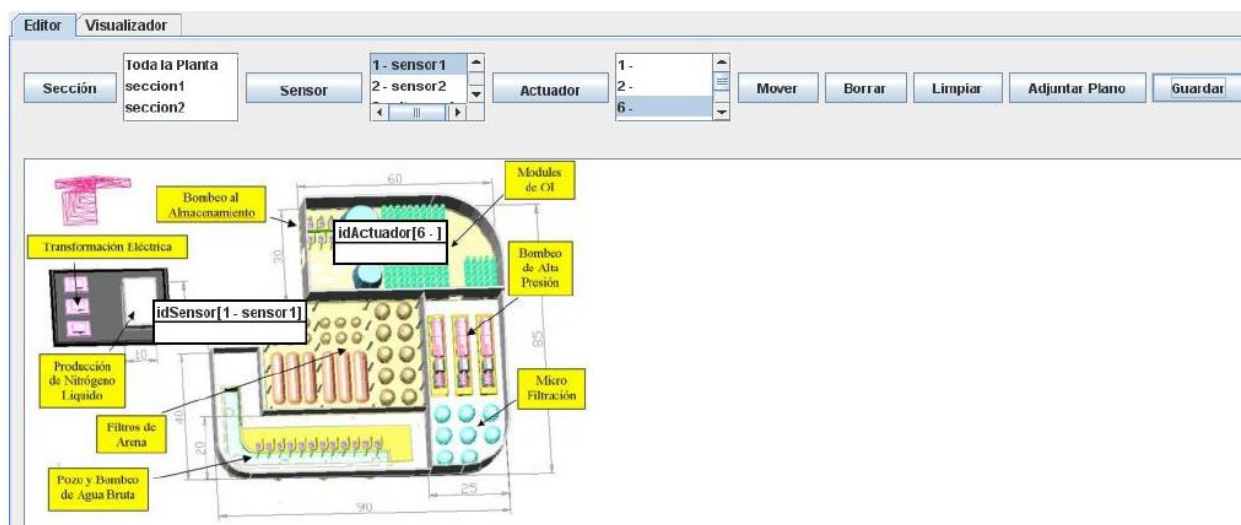 Editor Visualizador
Sección
Toda la Planta
seccion1
seccion2
Sensor
1 - sensor1
2 - sensor2
Actuador
1 -
2 -
6 -
Mover Borrar Limpiar Adjuntar Plano Guardar
Bombeo al
Almacenamiento
60
Modules
de OI
Transformación Eléctrica
30
idActuador[6 - ]
Bombeo
de Alta
Presión
idSensor[1 - sensor1]
85
10
Producción
de Nitrógeno
Liquido
40
Micro
Filtración
Filtros de
Arena
20
Pozo y Bombeo
de Agua Bruta
25
90